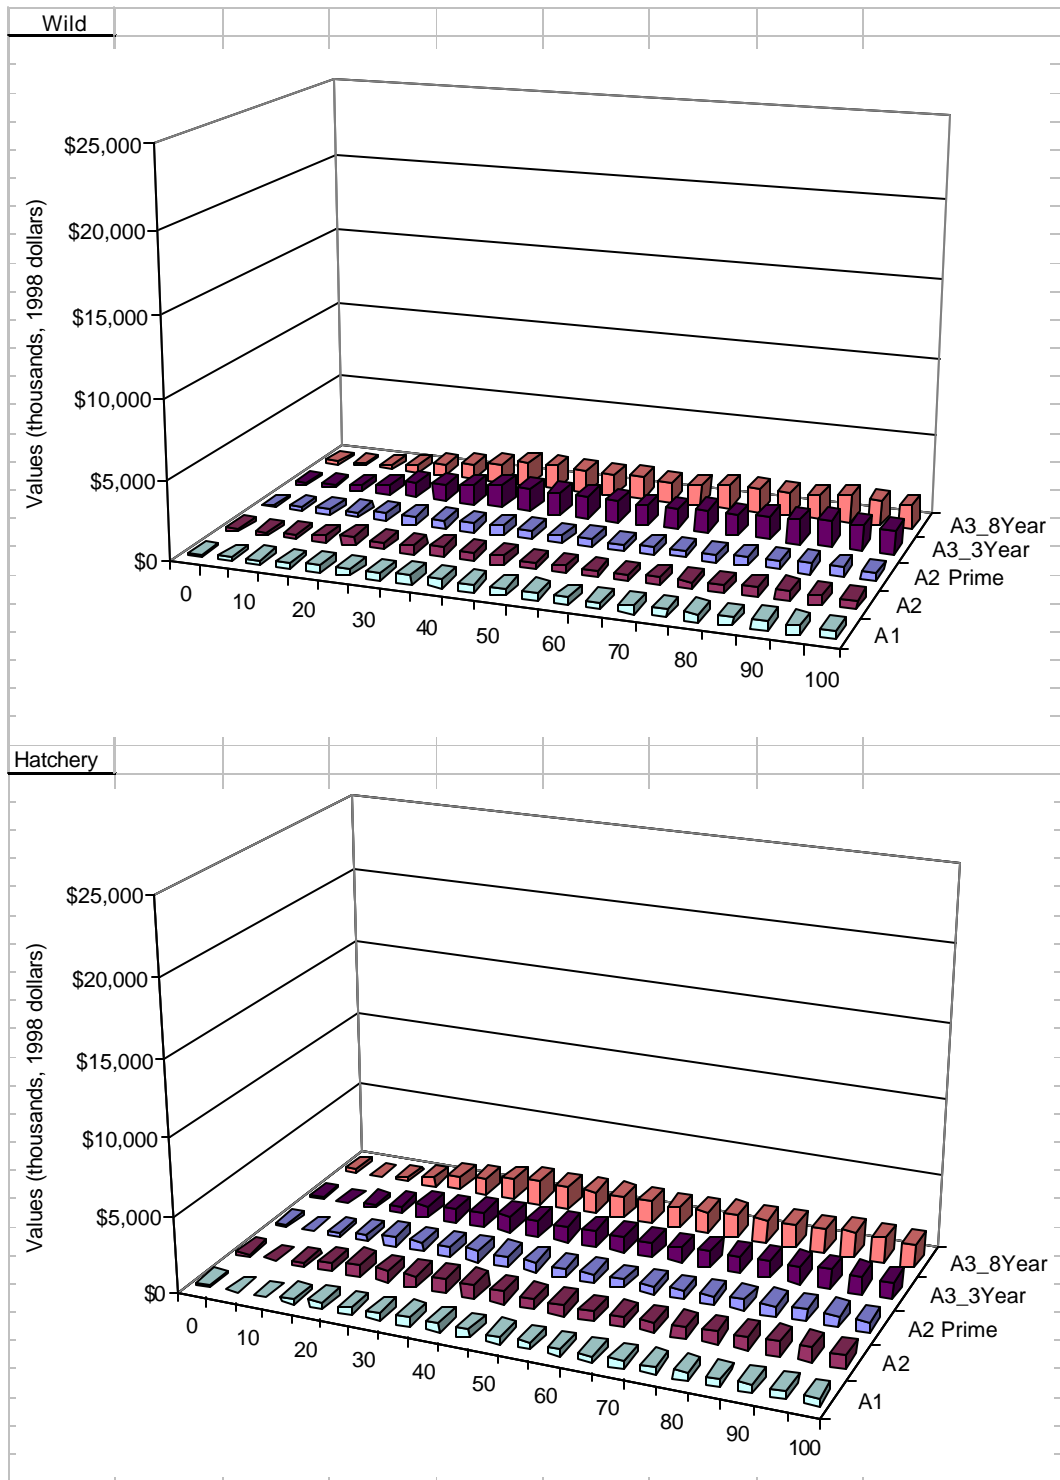 Wild
Values (thousands, 1998 dollars)
$25,000
$20,000
$15,000
$10,000
$5,000
$0
0
10
20
30
40
50
60
70
80
90
100
A3_8Year
A3_3Year
A2 Prime
A2
A1
Hatchery
Values (thousands, 1998 dollars)
$25,000
$20,000
$15,000
$10,000
$5,000
$0
0
10
20
30
40
50
60
70
80
90
100
A3_8Year
A3_3Year
A2 Prime
A2
A1